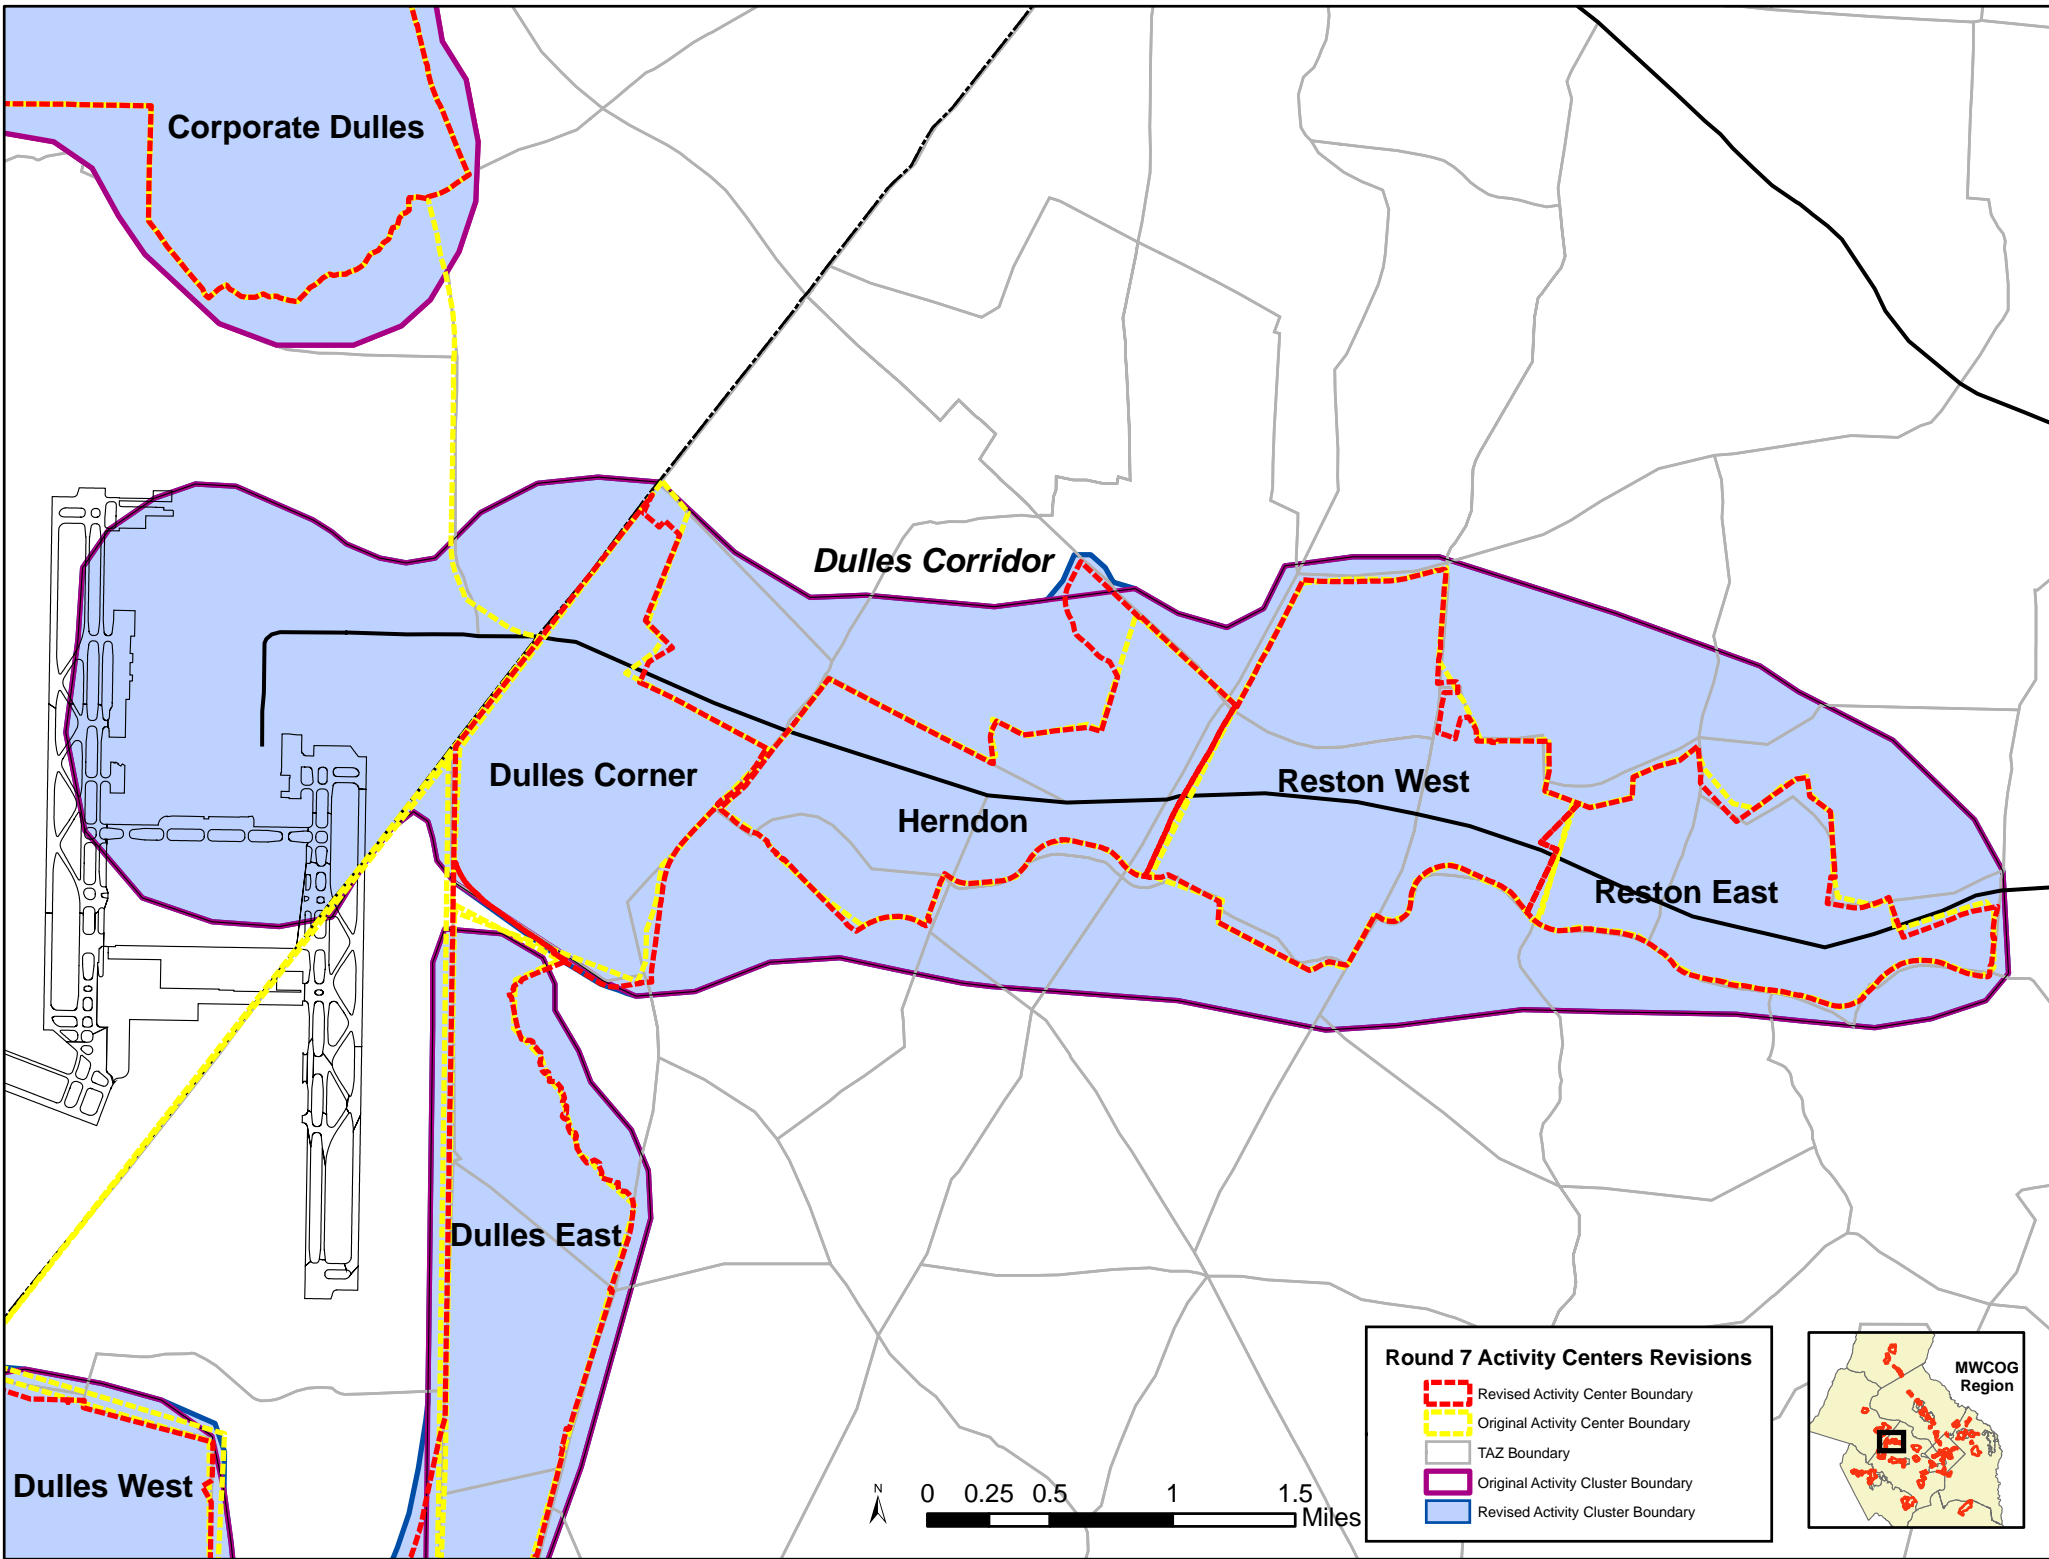 Corporate Dulles
Dulles Corridor
Dulles Corner
Reston West
Herndon
Reston East
Dulles East
Dulles West
N
0 0.25 0.5 1 1.5
Miles
Round 7 Activity Centers Revisions
Revised Activity Center Boundary
Original Activity Center Boundary
TAZ Boundary
Original Activity Cluster Boundary
Revised Activity Cluster Boundary
MWCOG
Region